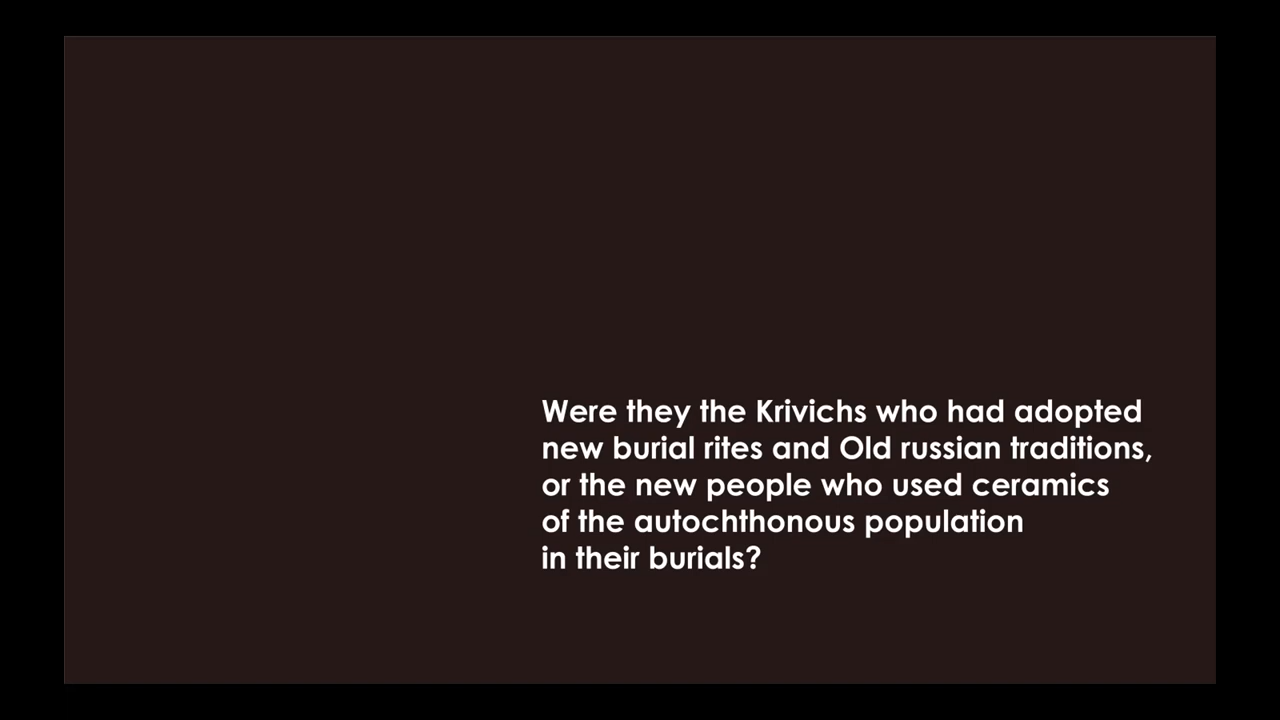 Were they the Krivichs who had adopted
new burial rites and Old russian traditions,
or the new people who used ceramics
of the autochthonous population
in their burials?